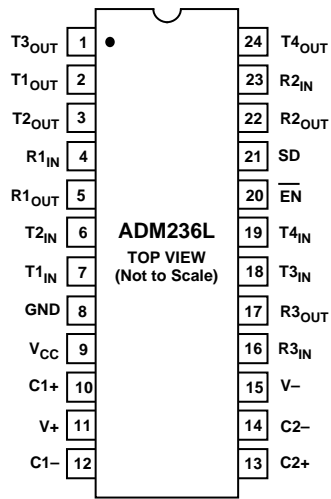 T3OUT 1 24 T4OUT
T1OUT 2 23 R2IN
T2OUT 3 22 R2OUT
R1IN 4 21 SD
R1OUT 5 20 EN
T2IN 6 ADM236L 19 T4IN
TOP VIEW
T1IN 7 (Not to Scale) 18 T3IN
GND 8 17 R3OUT
VCC 9 16 R3IN
C1+ 10 15 V–
V+ 11 14 C2–
C1– 12 13 C2+